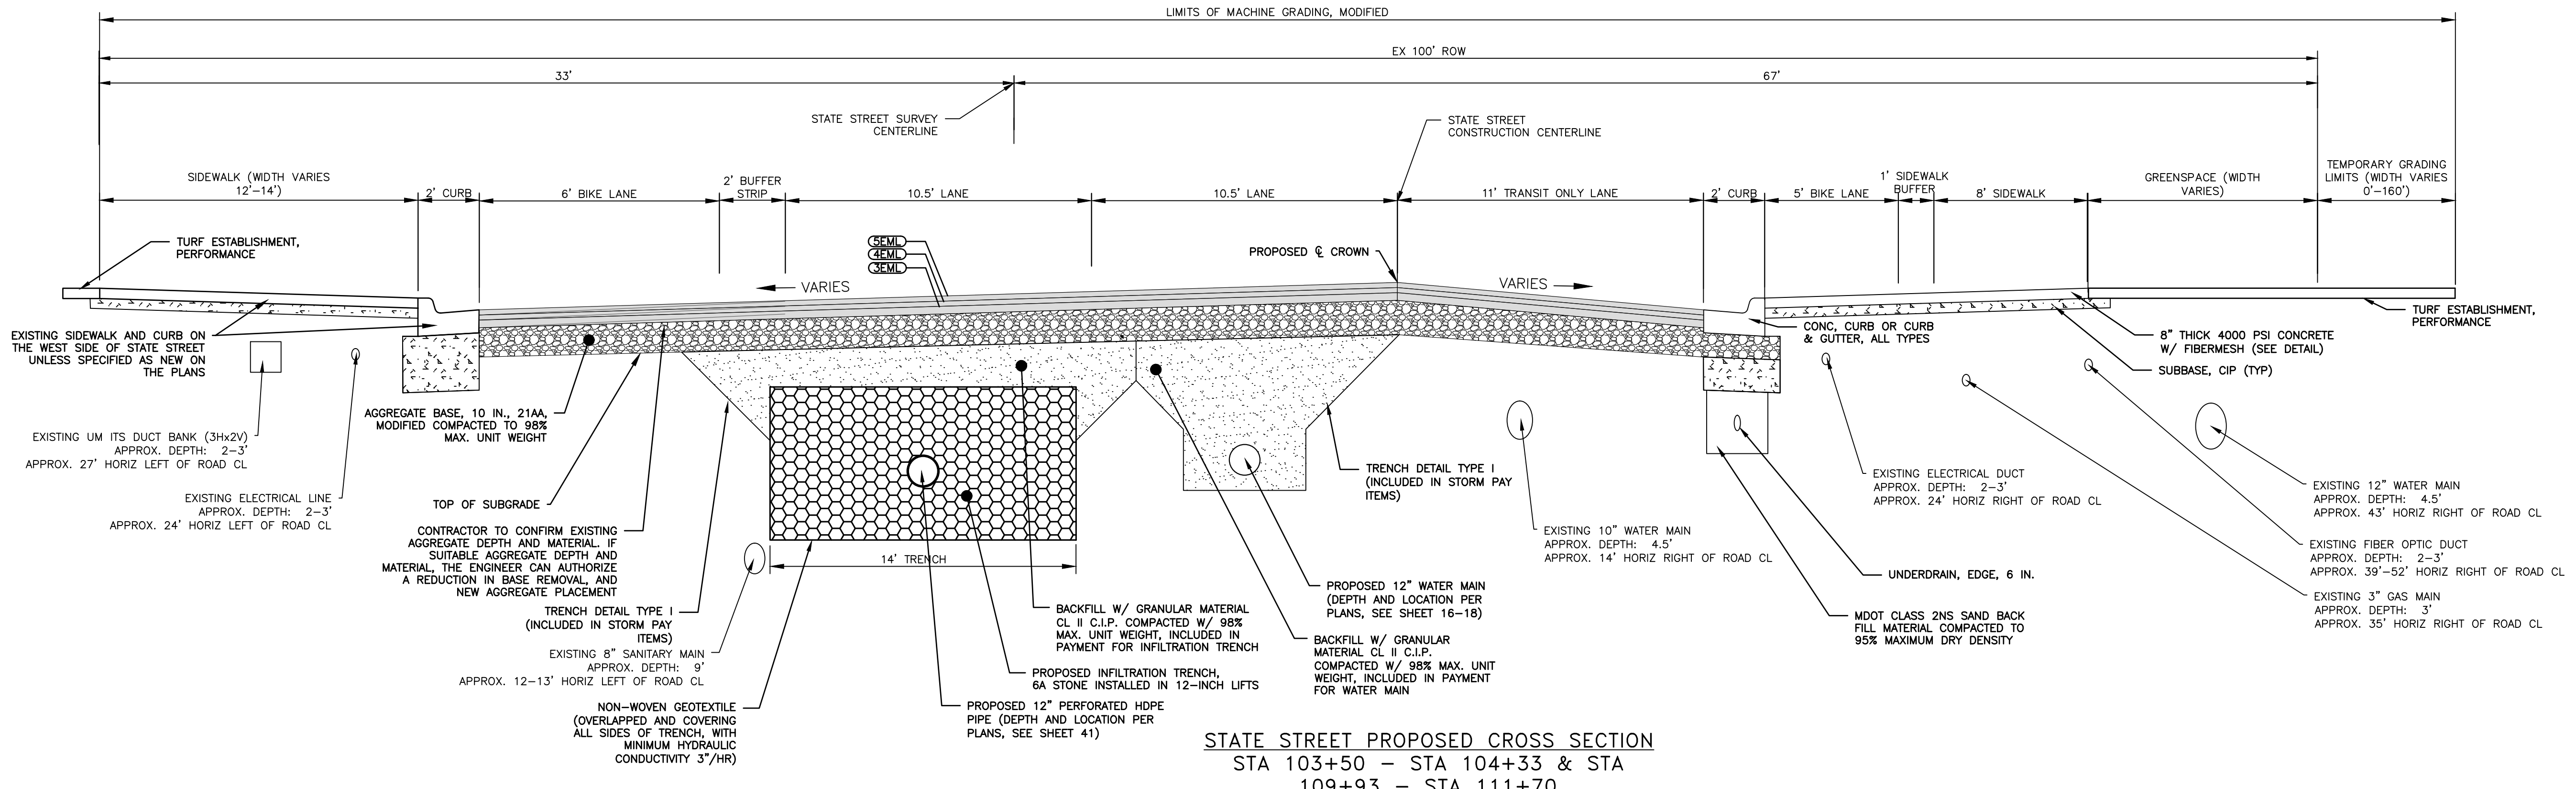 LIMITS OF MACHINE GRADING, MODIFIED
EX 100' ROW
33'
67'
STATE STREET SURVEY
CENTERLINE
STATE STREET
CONSTRUCTION CENTERLINE
SIDEWALK (WIDTH VARIES
12'-14')
2' CURB
6' BIKE LANE
2' BUFFER
STRIP
10.5' LANE
10.5' LANE
11' TRANSIT ONLY LANE
2' CURB
5' BIKE LANE
1' SIDEWALK
BUFFER
8' SIDEWALK
GREENSPACE (WIDTH
VARIES)
TEMPORARY GRADING
LIMITS (WIDTH VARIES
0'-160')
TURF ESTABLISHMENT,
PERFORMANCE
5EML
4EML
3EML
PROPOSED ℄ CROWN
VARIES
VARIES
EXISTING SIDEWALK AND CURB ON
THE WEST SIDE OF STATE STREET
UNLESS SPECIFIED AS NEW ON
THE PLANS
CONC, CURB OR CURB
& GUTTER, ALL TYPES
TURF ESTABLISHMENT,
PERFORMANCE
8" THICK 4000 PSI CONCRETE
W/ FIBERMESH (SEE DETAIL)
SUBBASE, CIP (TYP)
AGGREGATE BASE, 10 IN., 21AA,
MODIFIED COMPACTED TO 98%
MAX. UNIT WEIGHT
EXISTING UM ITS DUCT BANK (3Hx2V)
APPROX. DEPTH: 2-3'
APPROX. 27' HORIZ LEFT OF ROAD CL
EXISTING ELECTRICAL LINE
APPROX. DEPTH: 2-3'
APPROX. 24' HORIZ LEFT OF ROAD CL
TOP OF SUBGRADE
CONTRACTOR TO CONFIRM EXISTING
AGGREGATE DEPTH AND MATERIAL. IF
SUITABLE AGGREGATE DEPTH AND
MATERIAL, THE ENGINEER CAN AUTHORIZE
A REDUCTION IN BASE REMOVAL, AND
NEW AGGREGATE PLACEMENT
TRENCH DETAIL TYPE I
(INCLUDED IN STORM PAY
ITEMS)
EXISTING 8" SANITARY MAIN
APPROX. DEPTH: 9'
APPROX. 12-13' HORIZ LEFT OF ROAD CL
NON-WOVEN GEOTEXTILE
(OVERLAPPED AND COVERING
ALL SIDES OF TRENCH, WITH
MINIMUM HYDRAULIC
CONDUCTIVITY 3"/HR)
14' TRENCH
BACKFILL W/ GRANULAR MATERIAL
CL II C.I.P. COMPACTED W/ 98%
MAX. UNIT WEIGHT, INCLUDED IN
PAYMENT FOR INFILTRATION TRENCH
PROPOSED INFILTRATION TRENCH,
6A STONE INSTALLED IN 12-INCH LIFTS
PROPOSED 12" PERFORATED HDPE
PIPE (DEPTH AND LOCATION PER
PLANS, SEE SHEET 41)
TRENCH DETAIL TYPE I
(INCLUDED IN STORM PAY
ITEMS)
PROPOSED 12" WATER MAIN
(DEPTH AND LOCATION PER
PLANS, SEE SHEET 16-18)
BACKFILL W/ GRANULAR
MATERIAL CL II C.I.P.
COMPACTED W/ 98% MAX. UNIT
WEIGHT, INCLUDED IN PAYMENT
FOR WATER MAIN
EXISTING 10" WATER MAIN
APPROX. DEPTH: 4.5'
APPROX. 14' HORIZ RIGHT OF ROAD CL
EXISTING ELECTRICAL DUCT
APPROX. DEPTH: 2-3'
APPROX. 24' HORIZ RIGHT OF ROAD CL
UNDERDRAIN, EDGE, 6 IN.
MDOT CLASS 2NS SAND BACK
FILL MATERIAL COMPACTED TO
95% MAXIMUM DRY DENSITY
EXISTING 12" WATER MAIN
APPROX. DEPTH: 4.5'
APPROX. 43' HORIZ RIGHT OF ROAD CL
EXISTING FIBER OPTIC DUCT
APPROX. DEPTH: 2-3'
APPROX. 39'-52' HORIZ RIGHT OF ROAD CL
EXISTING 3" GAS MAIN
APPROX. DEPTH: 3'
APPROX. 35' HORIZ RIGHT OF ROAD CL
STATE STREET PROPOSED CROSS SECTION
STA 103+50 - STA 104+33 & STA
109+93 - STA 111+70